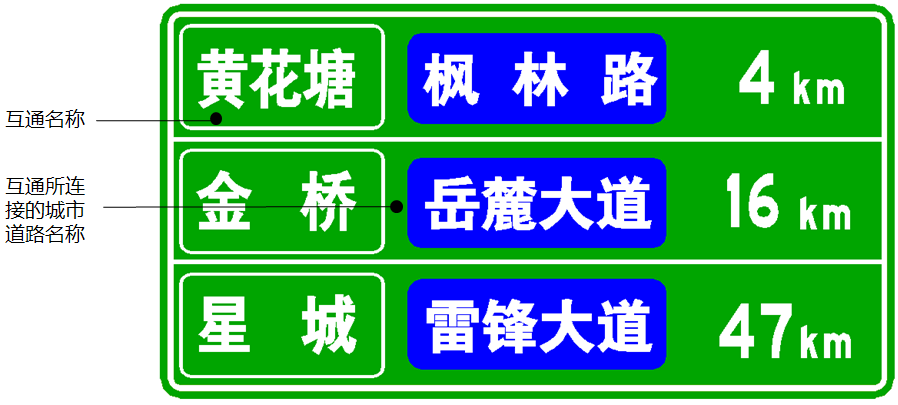 黄花塘 枫林路 4 km
互通名称
金桥 岳麓大道 16 km
互通所连
接的城市
道路名称
星城 雷锋大道 47km